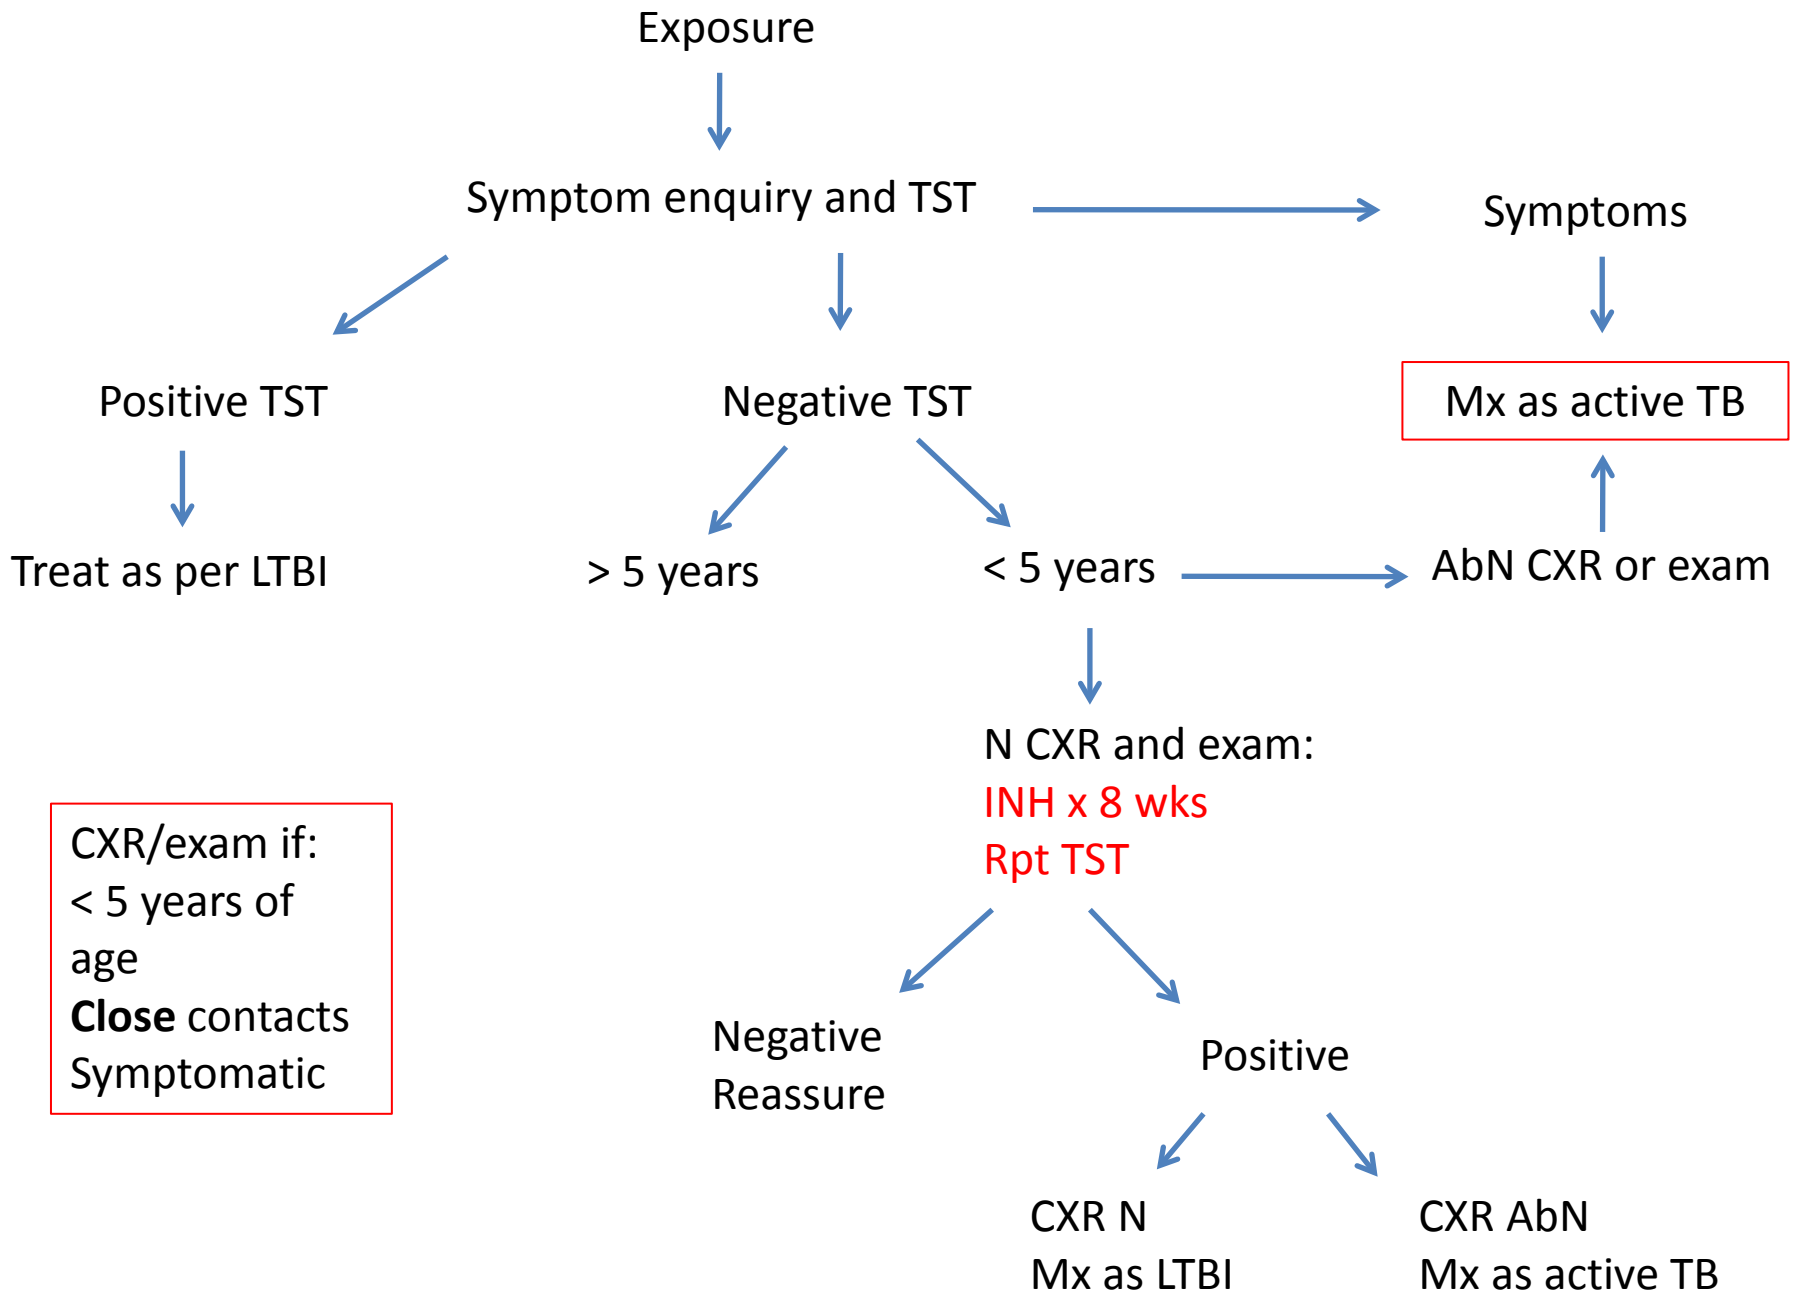 Exposure
Symptom enquiry and TST
Symptoms
Positive TST
Negative TST
Mx as active TB
Treat as per LTBI
> 5 years
< 5 years
AbN CXR or exam
N CXR and exam:
INH x 8 wks
Rpt TST
CXR/exam if:
< 5 years of
age
Close contacts
Symptomatic
Negative
Reassure
Positive
CXR N
Mx as LTBI
CXR AbN
Mx as active TB